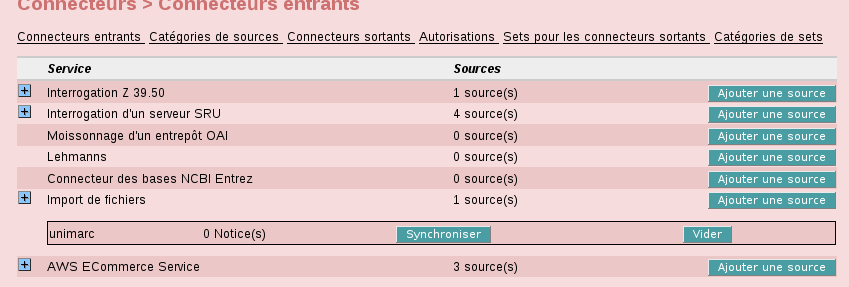 Connecteurs > Connecteurs entrants
Connecteurs entrants Catégories de sources Connecteurs sortants Autorisations Sets pour les connecteurs sortants Catégories de sets
Service Sources
Interrogation Z 39.50 1 source(s) Ajouter une source
Interrogation d'un serveur SRU 4 source(s) Ajouter une source
Moissonnage d'un entrepôt OAI 0 source(s) Ajouter une source
Lehmanns 0 source(s) Ajouter une source
Connecteur des bases NCBI Entrez 0 source(s) Ajouter une source
Import de fichiers 1 source(s) Ajouter une source
unimarc 0 Notice(s) Synchroniser Vider
AWS ECommerce Service 3 source(s) Ajouter une source